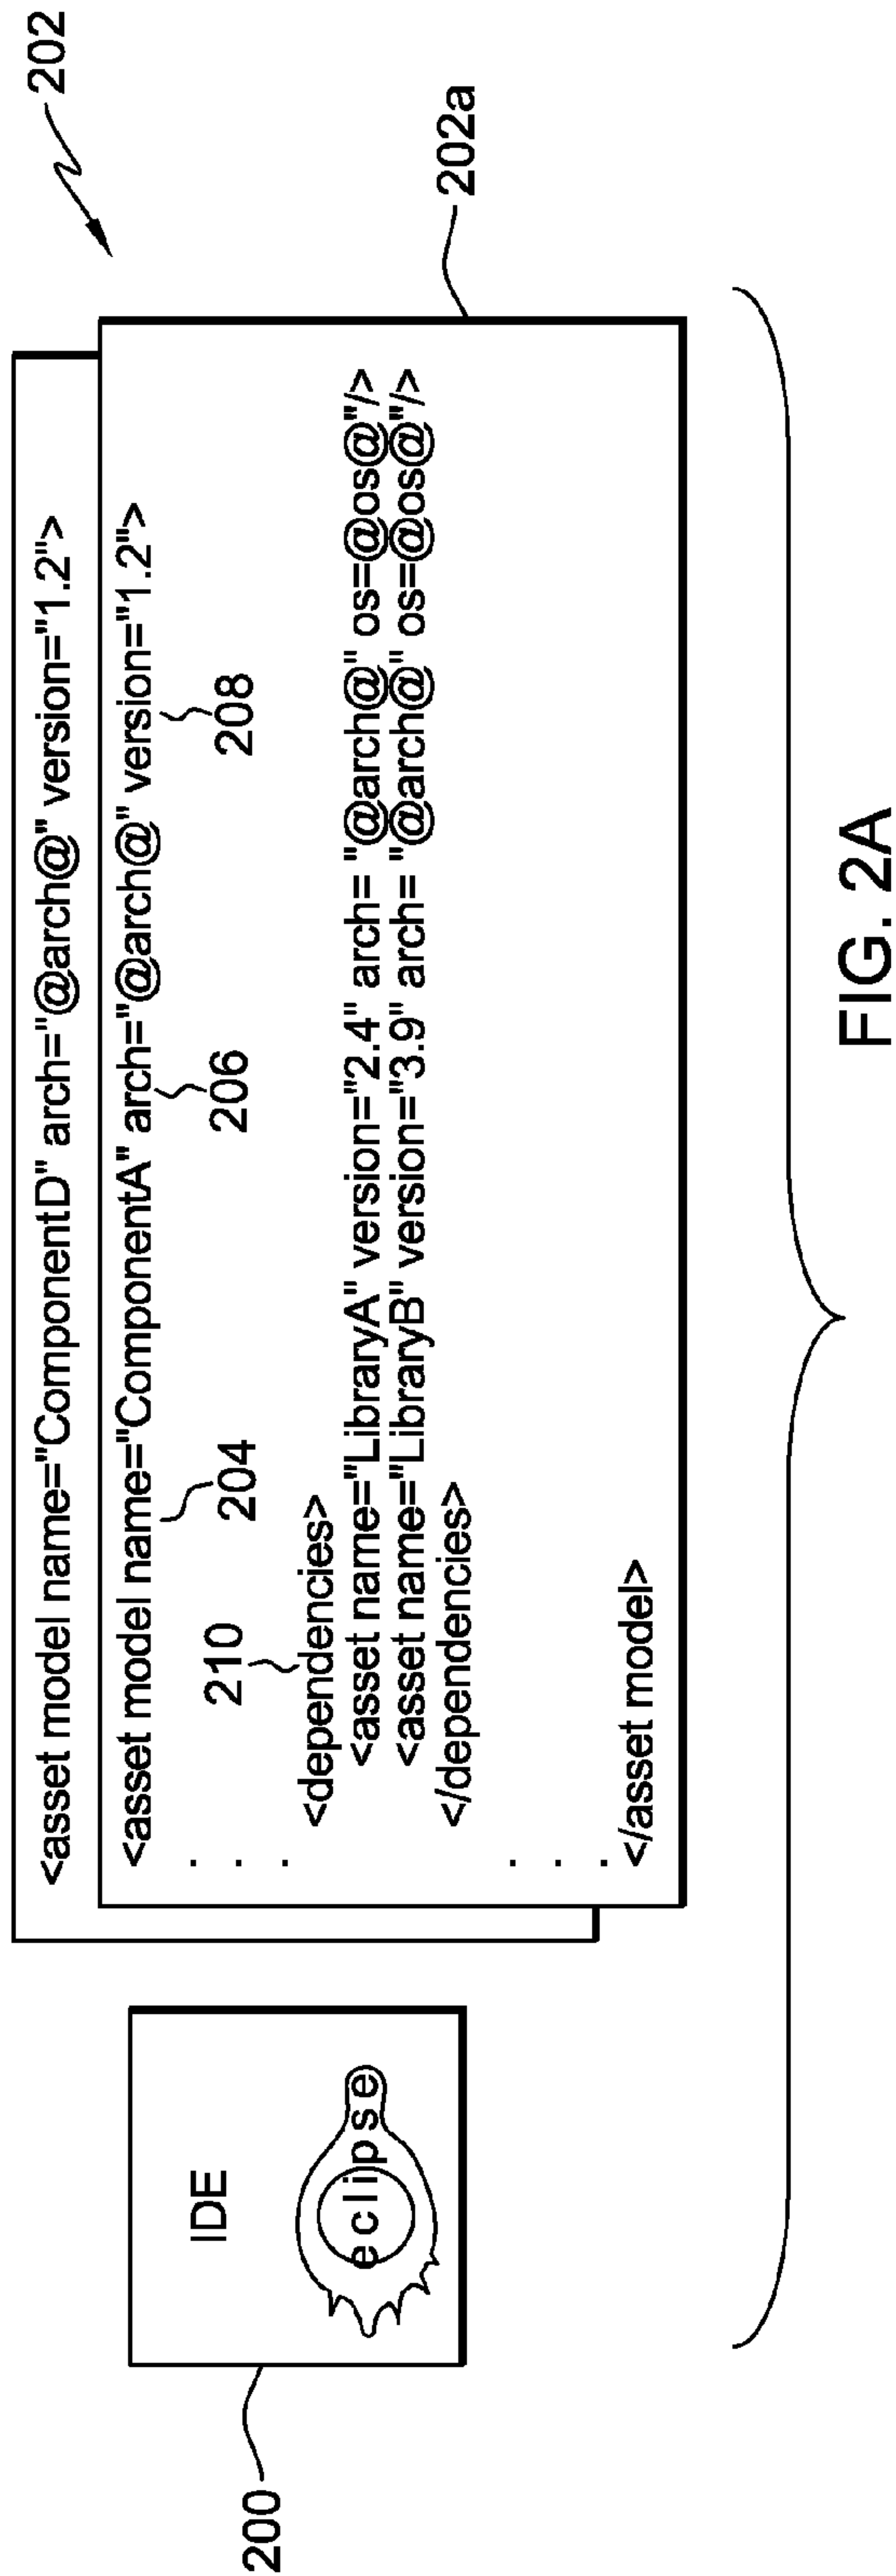 202
<asset model name="ComponentD" arch="@arch@" version="1.2">
<asset model name="ComponentA" arch="@arch@" version="1.2">
204
206
208
. . .
210
<dependencies>
<asset name="LibraryA" version="2.4" arch="@arch@" os=@os@"/>
<asset name="LibraryB" version="3.9" arch="@arch@" os=@os@"/>
</dependencies>
. . .
</asset model>
202a
IDE
eclipse
200
FIG. 2A